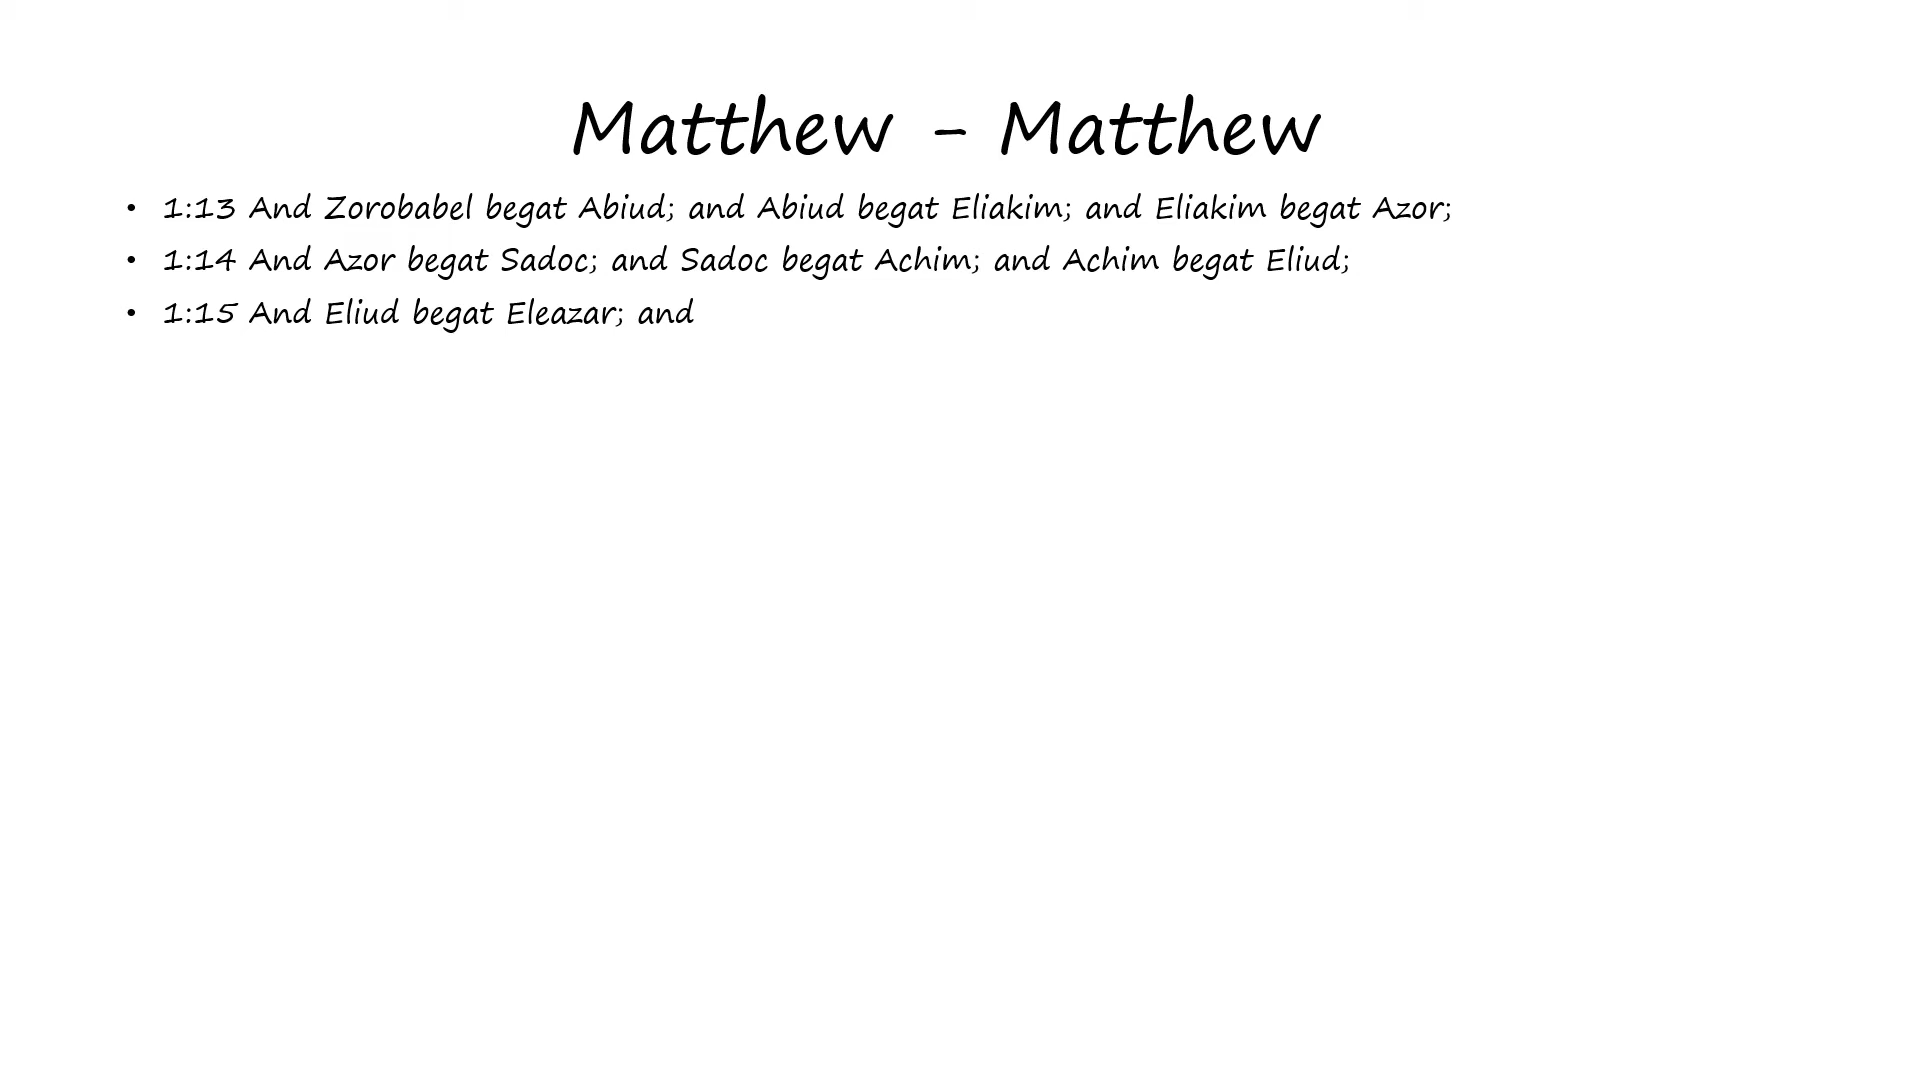 Matthew - Matthew
• 1:13 And Zorobabel begat Abiud; and Abiud begat Eliakim; and Eliakim begat Azor;
• 1:14 And Azor begat Sadoc; and Sadoc begat Achim; and Achim begat Eliud;
• 1:15 And Eliud begat Eleazar; and